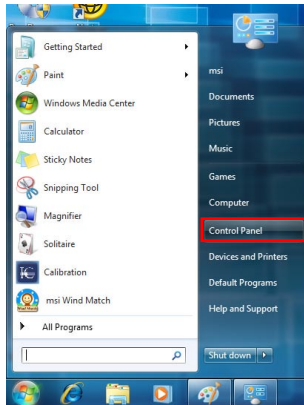 Getting Started
Paint
Windows Media Center
Calculator
Sticky Notes
Snipping Tool
Magnifier
Solitaire
Calibration
msi Wind Match
All Programs
msi
Documents
Pictures
Music
Games
Computer
Control Panel
Devices and Printers
Default Programs
Help and Support
Shut down